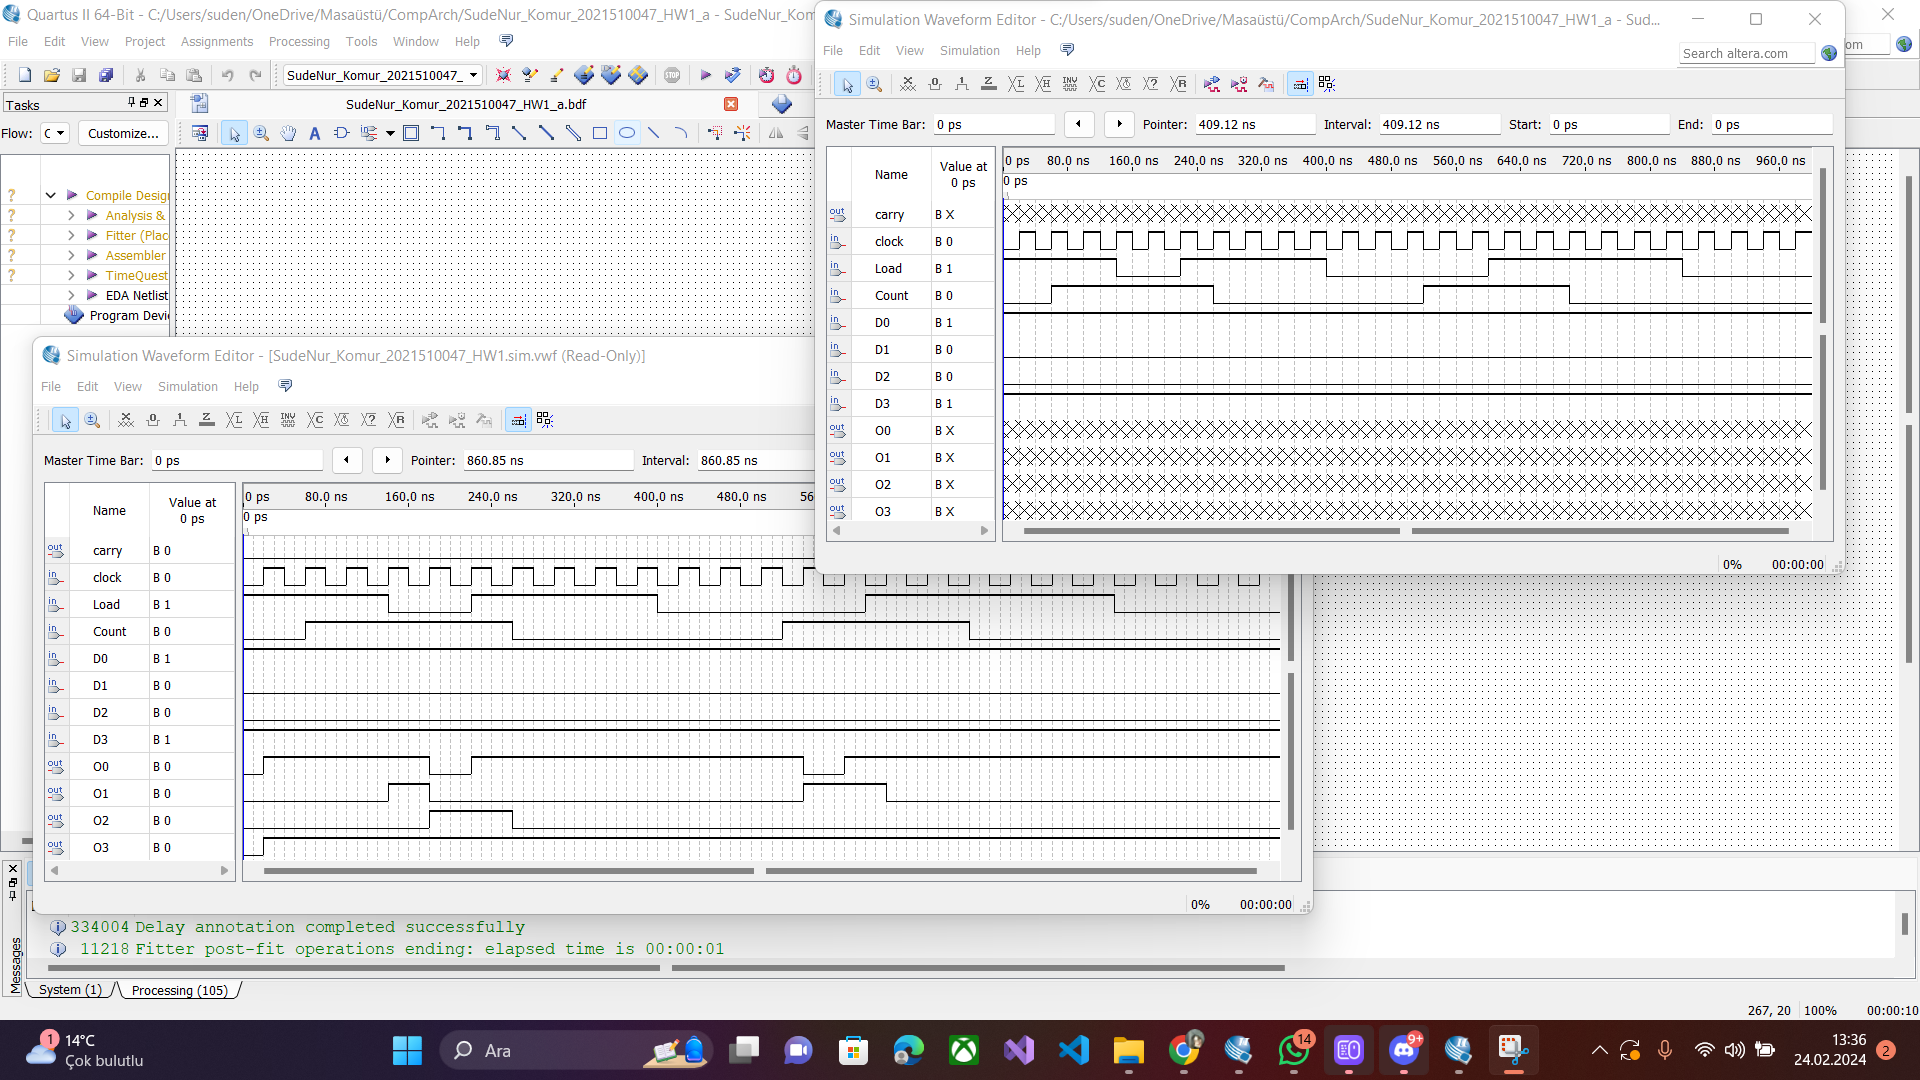 Quartus II 64-Bit - C:/Users/suden/OneDrive/Masaüstü/CompArch/SudeNur_Komur_2021510047_HW1_a - SudeNur_Kom
File Edit View Project Assignments Processing Tools Window Help
SudeNur_Komur_2021510047_
Tasks
SudeNur_Komur_2021510047_HW1_a.bdf
Flow: C Customize...
Compile Design
Analysis &
Fitter (Plac
Assembler
TimeQuest
EDA Netlist
Program Devi
Simulation Waveform Editor - C:/Users/suden/OneDrive/Masaüstü/CompArch/SudeNur_Komur_2021510047_HW1_a - Sud...
File Edit View Simulation Help
Search altera.com
om
Master Time Bar: 0 ps Pointer: 409.12 ns Interval: 409.12 ns Start: 0 ps End: 0 ps
Name Value at 0 ps
0 ps 80.0 ns 160.0 ns 240.0 ns 320.0 ns 400.0 ns 480.0 ns 560.0 ns 640.0 ns 720.0 ns 800.0 ns 880.0 ns 960.0 ns
0 ps
out carry B X
in clock B 0
in Load B 1
in Count B 0
in D0 B 1
in D1 B 0
in D2 B 0
in D3 B 1
out O0 B X
out O1 B X
out O2 B X
out O3 B X
0% 00:00:00
Simulation Waveform Editor - [SudeNur_Komur_2021510047_HW1.sim.vwf (Read-Only)]
File Edit View Simulation Help
Master Time Bar: 0 ps Pointer: 860.85 ns Interval: 860.85 ns
Name Value at 0 ps
0 ps 80.0 ns 160.0 ns 240.0 ns 320.0 ns 400.0 ns 480.0 ns 56
0 ps
out carry B 0
in clock B 0
in Load B 1
in Count B 0
in D0 B 1
in D1 B 0
in D2 B 0
in D3 B 1
out O0 B 0
out O1 B 0
out O2 B 0
out O3 B 0
0% 00:00:00
334004 Delay annotation completed successfully
11218 Fitter post-fit operations ending: elapsed time is 00:00:01
Messages
System (1) Processing (105)
267, 20 100% 00:00:10
1 14°C
Çok bulutlu
Ara
14
9+
13:36
24.02.2024
2